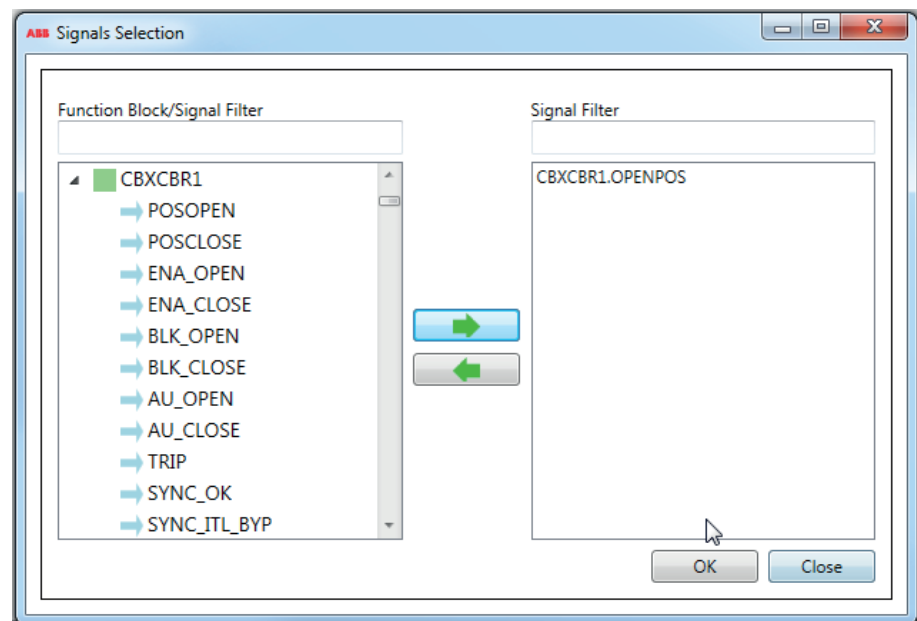 ABB Signals Selection
Function Block/Signal Filter
Signal Filter
CBXCBR1
POSOPEN
POSCLOSE
ENA_OPEN
ENA_CLOSE
BLK_OPEN
BLK_CLOSE
AU_OPEN
AU_CLOSE
TRIP
SYNC_OK
SYNC_ITL_BYP
CBXCBR1.OPENPOS
OK
Close